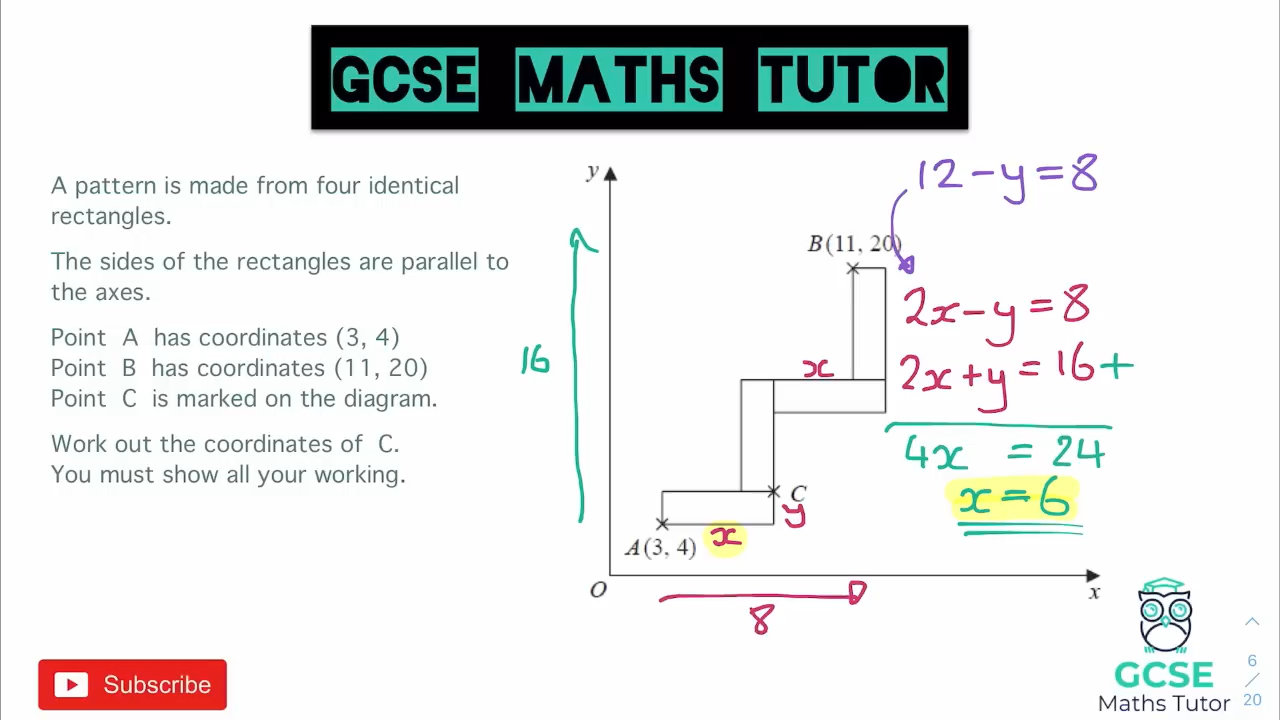 GCSE MATHS TUTOR
A pattern is made from four identical
rectangles.
The sides of the rectangles are parallel to
the axes.
Point A has coordinates (3, 4)
Point B has coordinates (11, 20)
Point C is marked on the diagram.
Work out the coordinates of C.
You must show all your working.
Subscribe
y
16
B(11, 20)
x
C
y
A(3, 4)
x
O
x
8
12 - y = 8
2x - y = 8
2x + y = 16 +
4x = 24
x = 6
GCSE
Maths Tutor
6
/
20